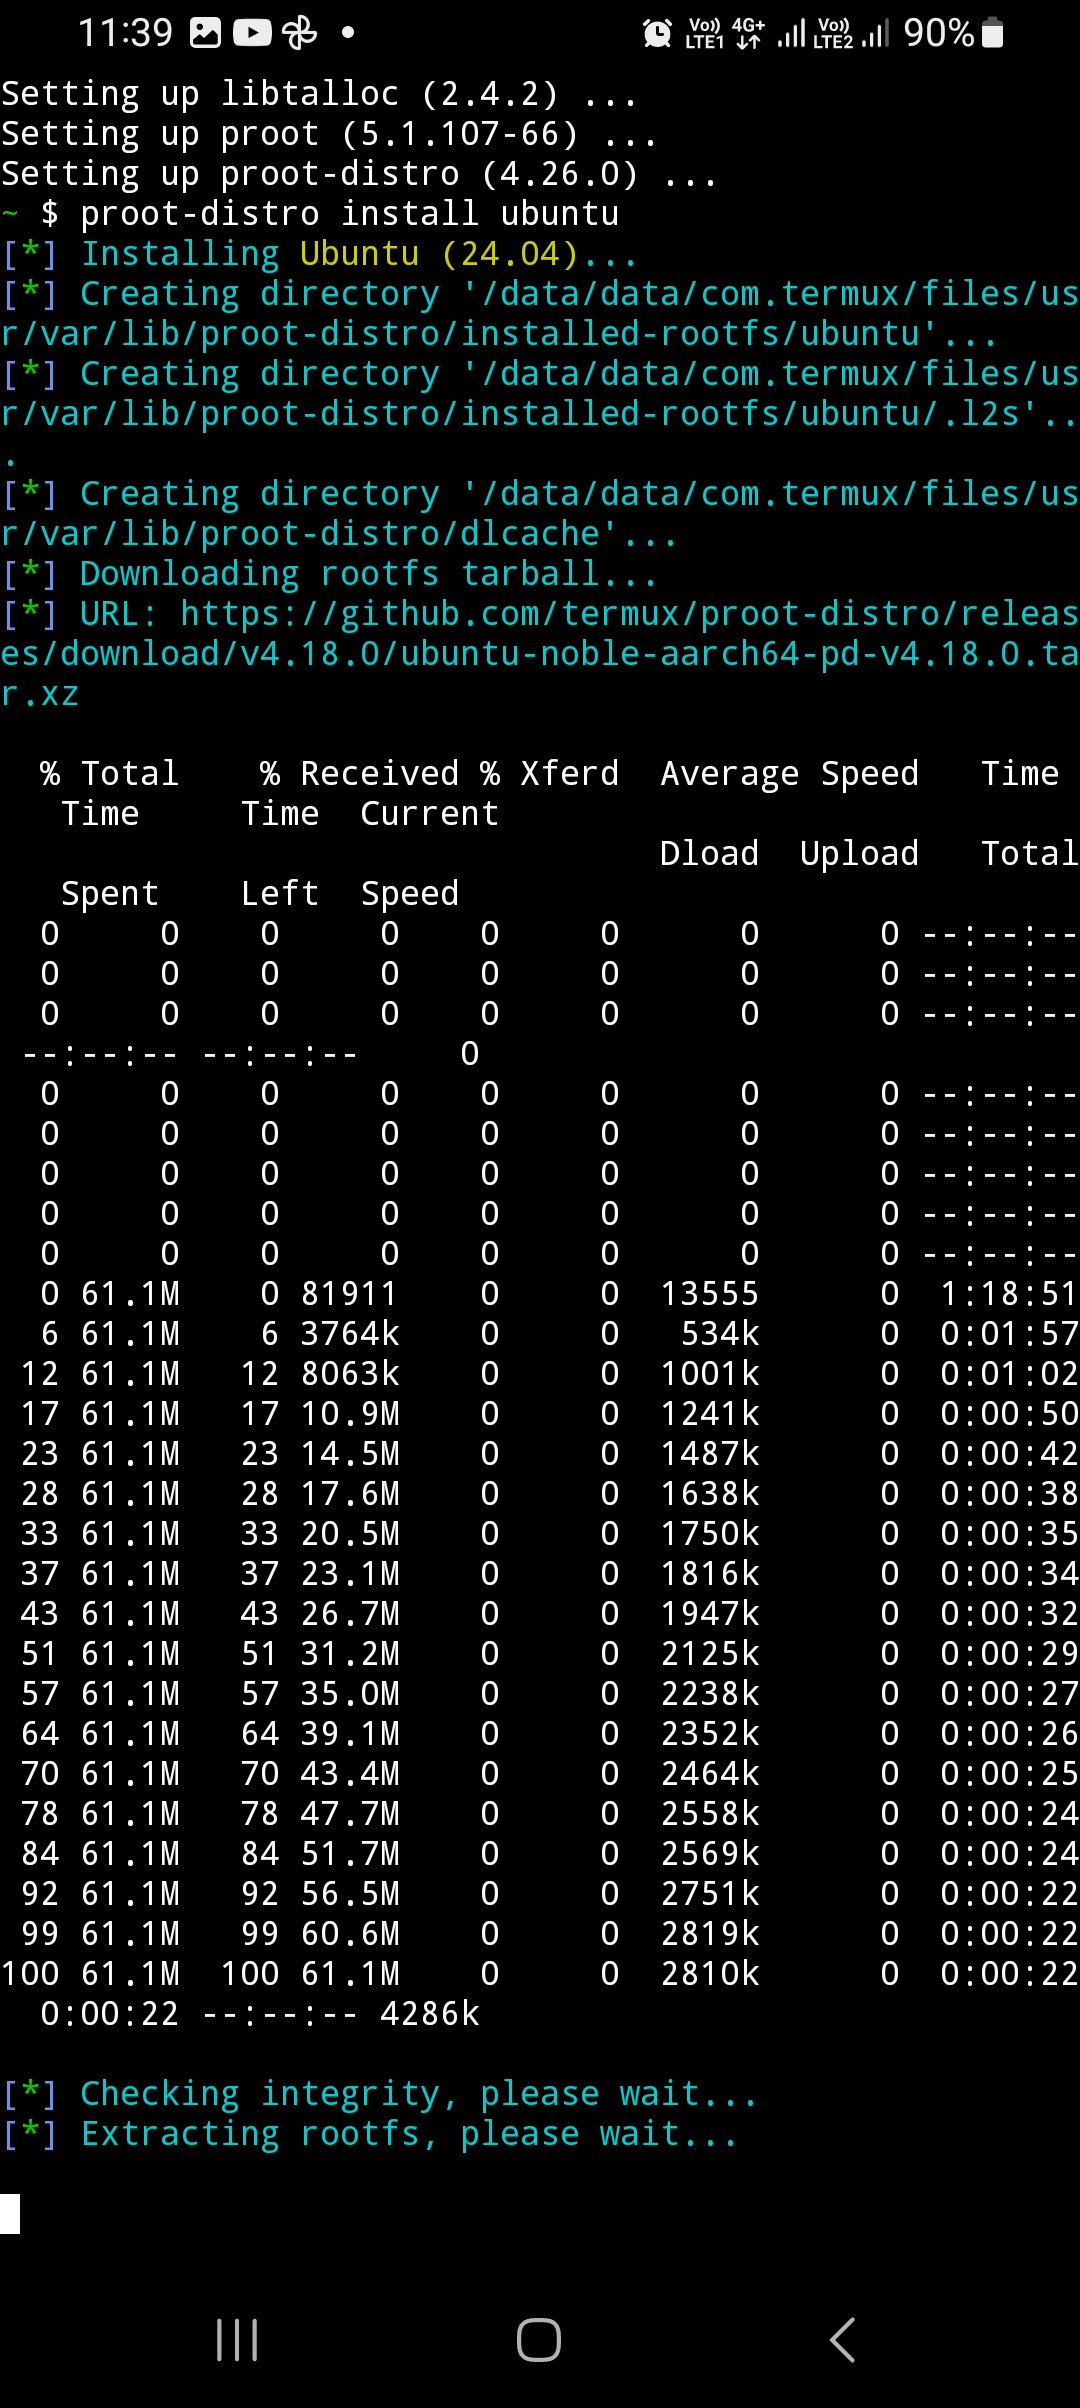 11:39 Vo)) LTE1 4G+ Vo)) LTE2 90%
Setting up libtalloc (2.4.2) ...
Setting up proot (5.1.107-66) ...
Setting up proot-distro (4.26.0) ...
~ $ proot-distro install ubuntu
[*] Installing Ubuntu (24.04)...
[*] Creating directory '/data/data/com.termux/files/us
r/var/lib/proot-distro/installed-rootfs/ubuntu'...
[*] Creating directory '/data/data/com.termux/files/us
r/var/lib/proot-distro/installed-rootfs/ubuntu/.l2s'..
.
[*] Creating directory '/data/data/com.termux/files/us
r/var/lib/proot-distro/dlcache'...
[*] Downloading rootfs tarball...
[*] URL: https://github.com/termux/proot-distro/releas
es/download/v4.18.0/ubuntu-noble-aarch64-pd-v4.18.0.ta
r.xz
% Total % Received % Xferd Average Speed Time
Time Time Current
Dload Upload Total
Spent Left Speed
0 0 0 0 0 0 0 0 --:--:--
0 0 0 0 0 0 0 0 --:--:--
0 0 0 0 0 0 0 0 --:--:--
--:--:-- --:--:-- 0
0 0 0 0 0 0 0 0 --:--:--
0 0 0 0 0 0 0 0 --:--:--
0 0 0 0 0 0 0 0 --:--:--
0 0 0 0 0 0 0 0 --:--:--
0 0 0 0 0 0 0 0 --:--:--
0 61.1M 0 81911 0 0 13555 0 1:18:51
6 61.1M 6 3764k 0 0 534k 0 0:01:57
12 61.1M 12 8063k 0 0 1001k 0 0:01:02
17 61.1M 17 10.9M 0 0 1241k 0 0:00:50
23 61.1M 23 14.5M 0 0 1487k 0 0:00:42
28 61.1M 28 17.6M 0 0 1638k 0 0:00:38
33 61.1M 33 20.5M 0 0 1750k 0 0:00:35
37 61.1M 37 23.1M 0 0 1816k 0 0:00:34
43 61.1M 43 26.7M 0 0 1947k 0 0:00:32
51 61.1M 51 31.2M 0 0 2125k 0 0:00:29
57 61.1M 57 35.0M 0 0 2238k 0 0:00:27
64 61.1M 64 39.1M 0 0 2352k 0 0:00:26
70 61.1M 70 43.4M 0 0 2464k 0 0:00:25
78 61.1M 78 47.7M 0 0 2558k 0 0:00:24
84 61.1M 84 51.7M 0 0 2569k 0 0:00:24
92 61.1M 92 56.5M 0 0 2751k 0 0:00:22
99 61.1M 99 60.6M 0 0 2819k 0 0:00:22
100 61.1M 100 61.1M 0 0 2810k 0 0:00:22
0:00:22 --:--:-- 4286k
[*] Checking integrity, please wait...
[*] Extracting rootfs, please wait...